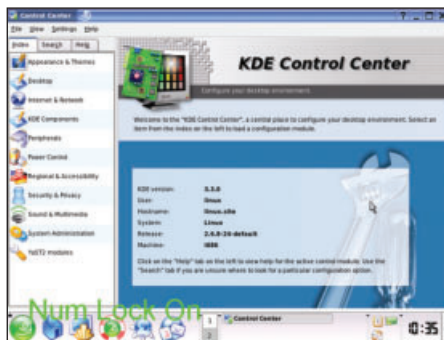 Control Center
File View Settings Help
Index Search Help
Appearance & Themes
Desktop
Internet & Network
KDE Components
Peripherals
Power Control
Regional & Accessibility
Security & Privacy
Sound & Multimedia
System Administration
YaST2 modules
KDE Control Center
Configure your desktop environment.
Welcome to the "KDE Control Center", a central place to configure your desktop environment. Select an
item from the index on the left to load a configuration module.
KDE version: 3.3.0
User: linux
Hostname: linux.site
System: Linux
Release: 2.6.8-24-default
Machine: i686
Click on the "Help" tab on the left to view help for the active control module. Use the
"Search" tab if you are unsure where to look for a particular configuration option.
Num Lock On
1 Control Center
2
10:35